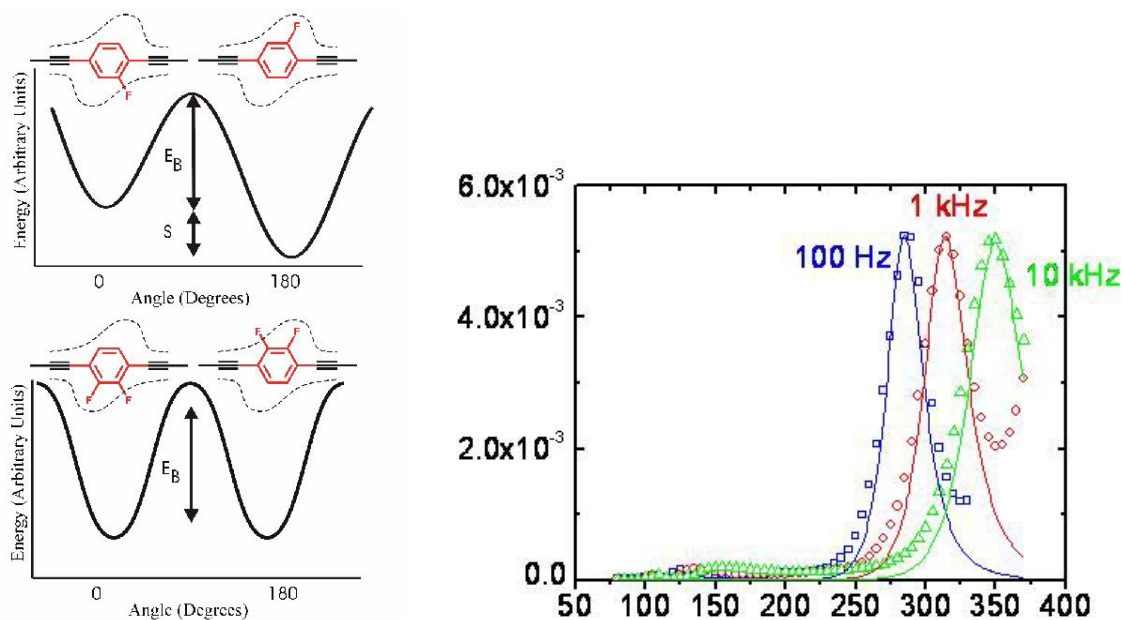 F
F
Energy (Arbitrary Units)
E_B
S
0 180
Angle (Degrees)
F F
F F
Energy (Arbitrary Units)
E_B
0 180
Angle (Degrees)
6.0x10^-3
4.0x10^-3
2.0x10^-3
0.0
100 Hz
1 kHz
10 kHz
50 100 150 200 250 300 350 400